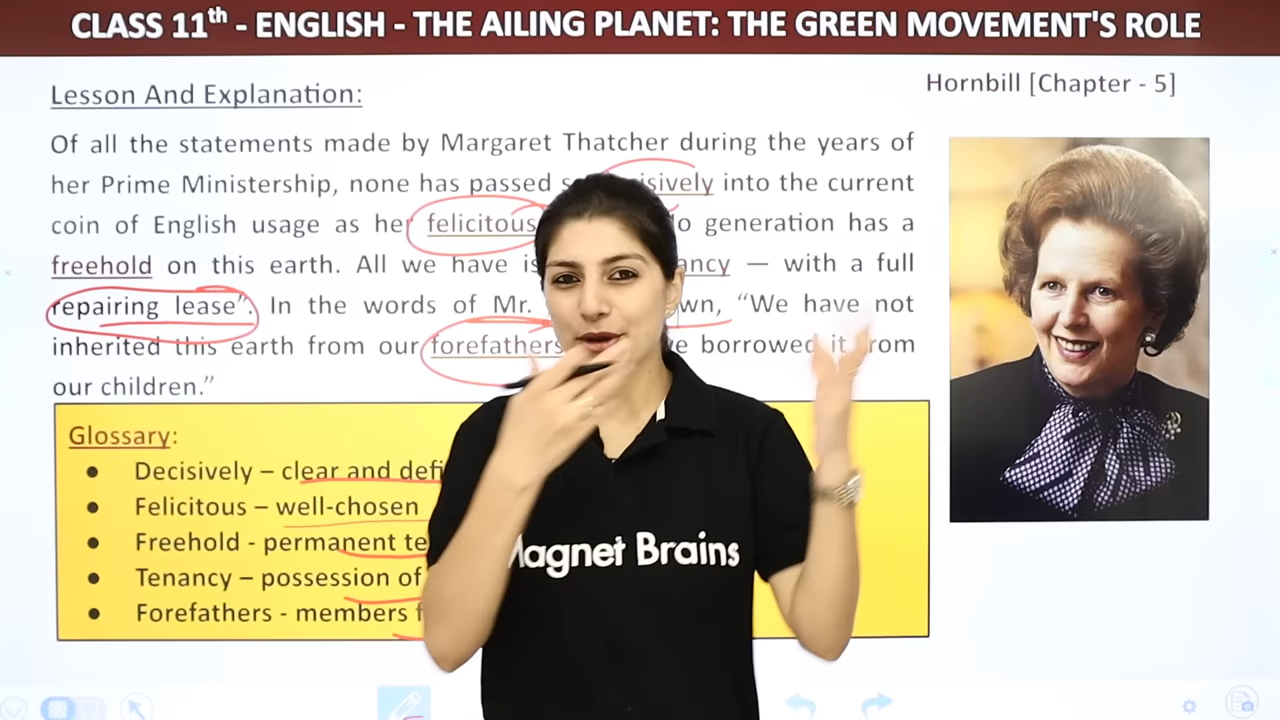 CLASS 11th - ENGLISH - THE AILING PLANET: THE GREEN MOVEMENT'S ROLE
Hornbill [Chapter - 5]
Lesson And Explanation:
Of all the statements made by Margaret Thatcher during the years of
her Prime Ministership, none has passed into the current
coin of English usage as her felicitous generation has a
freehold on this earth. All we have is — with a full
repairing lease”. In the words of Mr. “We have not
inherited this earth from our forefathers borrowed it from
our children.”
Glossary:
● Decisively – clear and
● Felicitous – well-chosen
● Freehold - permanent
● Tenancy – possession of
● Forefathers - members
Magnet Brains